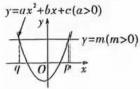 y=ax²+bx+c(a>0)
y
y=m(m>0)
q
O
p
x